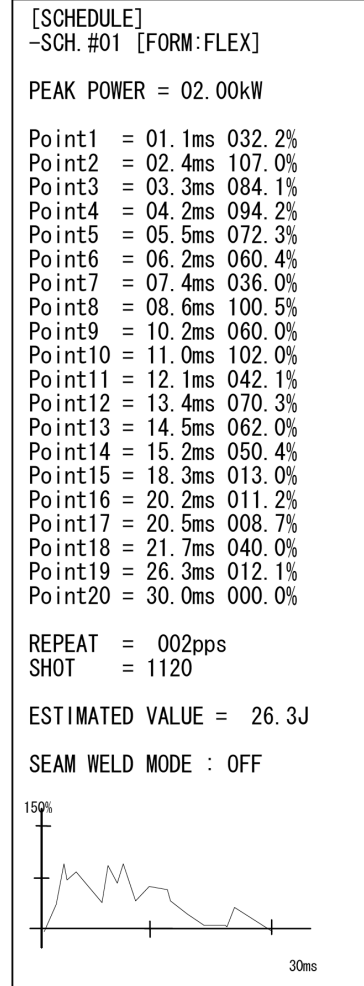 [SCHEDULE]
-SCH.#01 [FORM:FLEX]
PEAK POWER = 02.00kW
Point1 = 01.1ms 032.2%
Point2 = 02.4ms 107.0%
Point3 = 03.3ms 084.1%
Point4 = 04.2ms 094.2%
Point5 = 05.5ms 072.3%
Point6 = 06.2ms 060.4%
Point7 = 07.4ms 036.0%
Point8 = 08.6ms 100.5%
Point9 = 10.2ms 060.0%
Point10 = 11.0ms 102.0%
Point11 = 12.1ms 042.1%
Point12 = 13.4ms 070.3%
Point13 = 14.5ms 062.0%
Point14 = 15.2ms 050.4%
Point15 = 18.3ms 013.0%
Point16 = 20.2ms 011.2%
Point17 = 20.5ms 008.7%
Point18 = 21.7ms 040.0%
Point19 = 26.3ms 012.1%
Point20 = 30.0ms 000.0%
REPEAT = 002pps
SHOT = 1120
ESTIMATED VALUE = 26.3J
SEAM WELD MODE : OFF
150%
30ms